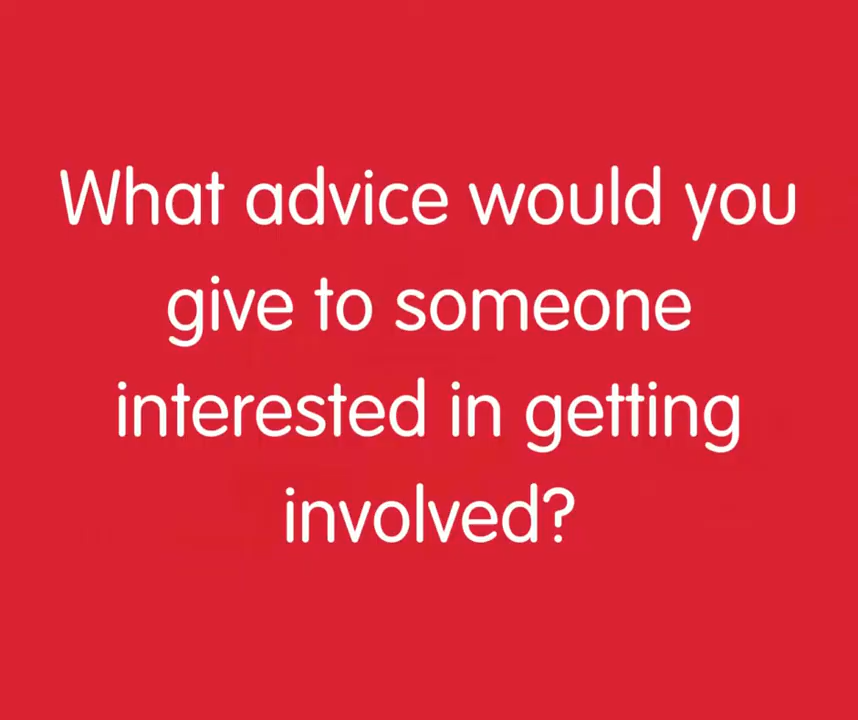 What advice would you
give to someone
interested in getting
involved?